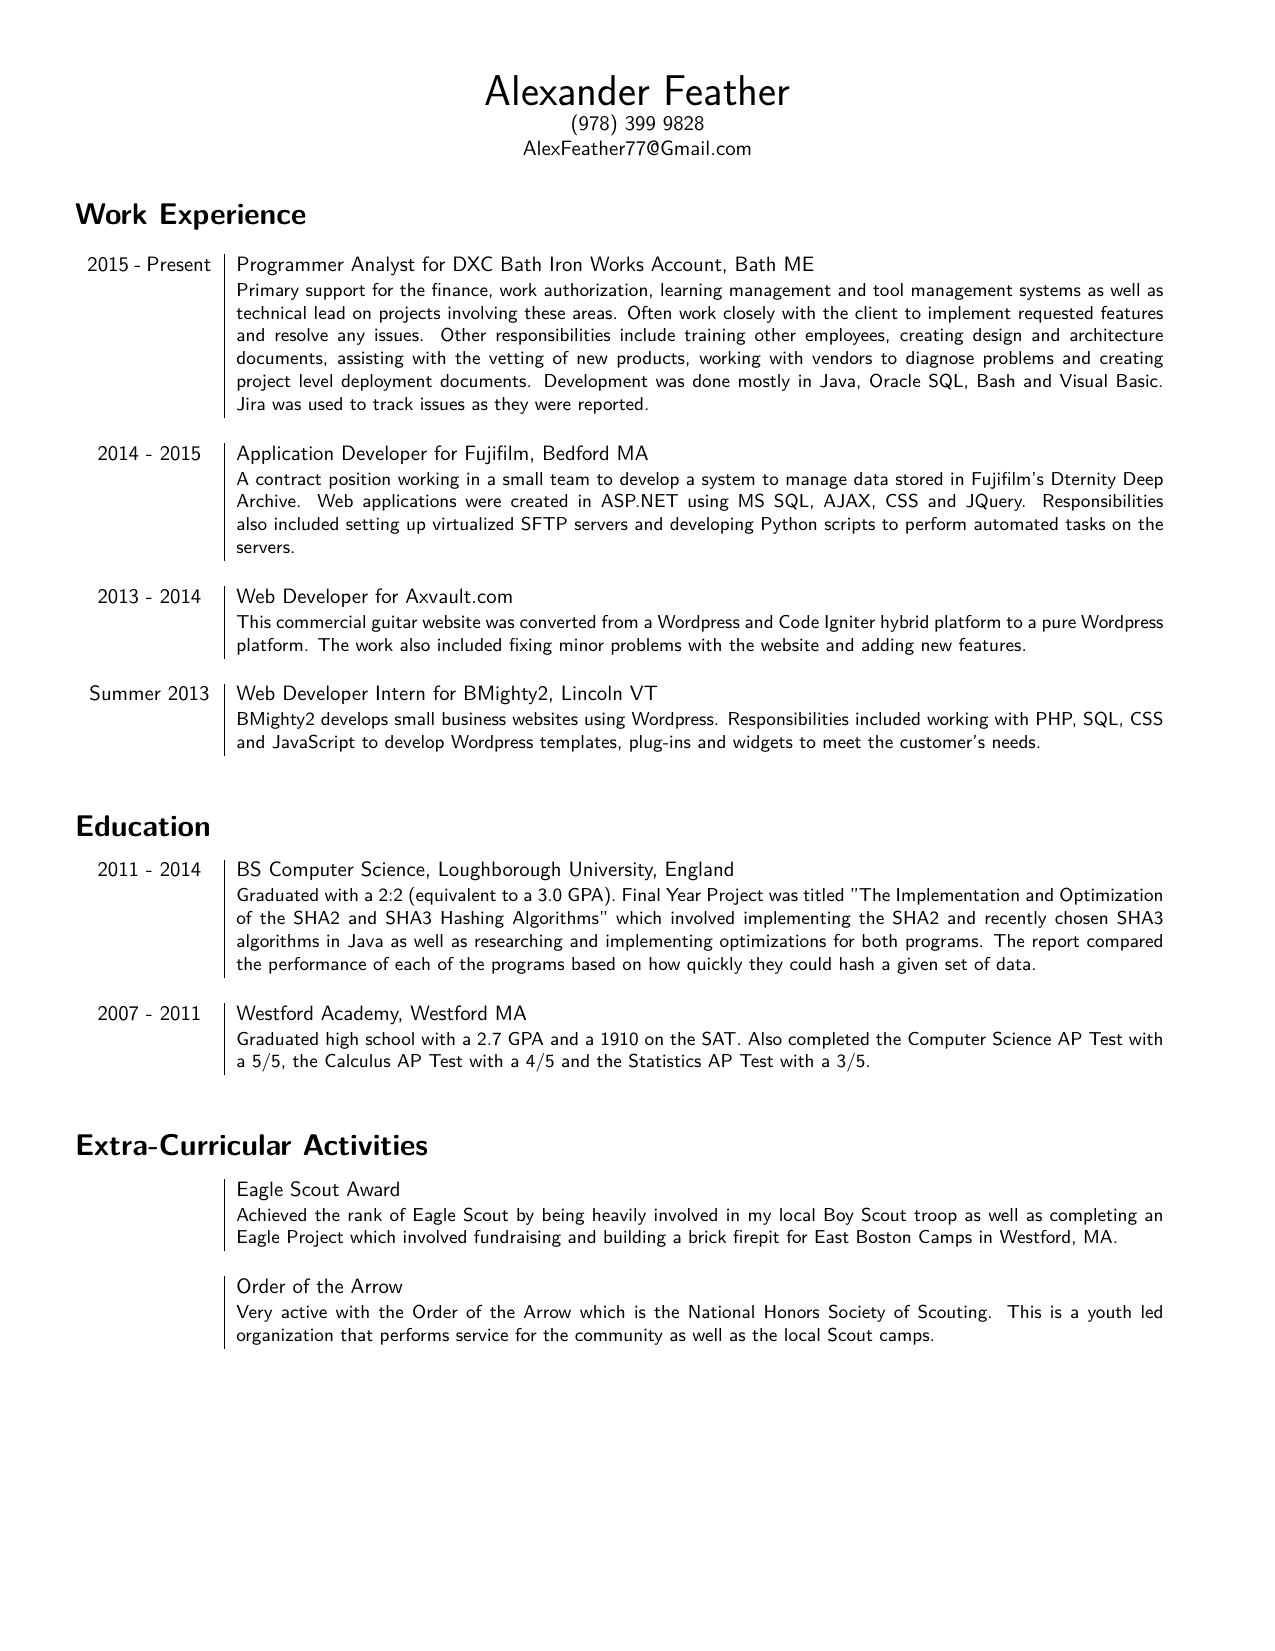 Alexander Feather
(978) 399 9828
AlexFeather77@Gmail.com
Work Experience
2015 - Present
Programmer Analyst for DXC Bath Iron Works Account, Bath ME
Primary support for the finance, work authorization, learning management and tool management systems as well as
technical lead on projects involving these areas. Often work closely with the client to implement requested features
and resolve any issues. Other responsibilities include training other employees, creating design and architecture
documents, assisting with the vetting of new products, working with vendors to diagnose problems and creating
project level deployment documents. Development was done mostly in Java, Oracle SQL, Bash and Visual Basic.
Jira was used to track issues as they were reported.
2014 - 2015
Application Developer for Fujifilm, Bedford MA
A contract position working in a small team to develop a system to manage data stored in Fujifilm's Dternity Deep
Archive. Web applications were created in ASP.NET using MS SQL, AJAX, CSS and JQuery. Responsibilities
also included setting up virtualized SFTP servers and developing Python scripts to perform automated tasks on the
servers.
2013 - 2014
Web Developer for Axvault.com
This commercial guitar website was converted from a Wordpress and Code Igniter hybrid platform to a pure Wordpress
platform. The work also included fixing minor problems with the website and adding new features.
Summer 2013
Web Developer Intern for BMighty2, Lincoln VT
BMighty2 develops small business websites using Wordpress. Responsibilities included working with PHP, SQL, CSS
and JavaScript to develop Wordpress templates, plug-ins and widgets to meet the customer's needs.
Education
2011 - 2014
BS Computer Science, Loughborough University, England
Graduated with a 2:2 (equivalent to a 3.0 GPA). Final Year Project was titled "The Implementation and Optimization
of the SHA2 and SHA3 Hashing Algorithms" which involved implementing the SHA2 and recently chosen SHA3
algorithms in Java as well as researching and implementing optimizations for both programs. The report compared
the performance of each of the programs based on how quickly they could hash a given set of data.
2007 - 2011
Westford Academy, Westford MA
Graduated high school with a 2.7 GPA and a 1910 on the SAT. Also completed the Computer Science AP Test with
a 5/5, the Calculus AP Test with a 4/5 and the Statistics AP Test with a 3/5.
Extra-Curricular Activities
Eagle Scout Award
Achieved the rank of Eagle Scout by being heavily involved in my local Boy Scout troop as well as completing an
Eagle Project which involved fundraising and building a brick firepit for East Boston Camps in Westford, MA.
Order of the Arrow
Very active with the Order of the Arrow which is the National Honors Society of Scouting. This is a youth led
organization that performs service for the community as well as the local Scout camps.